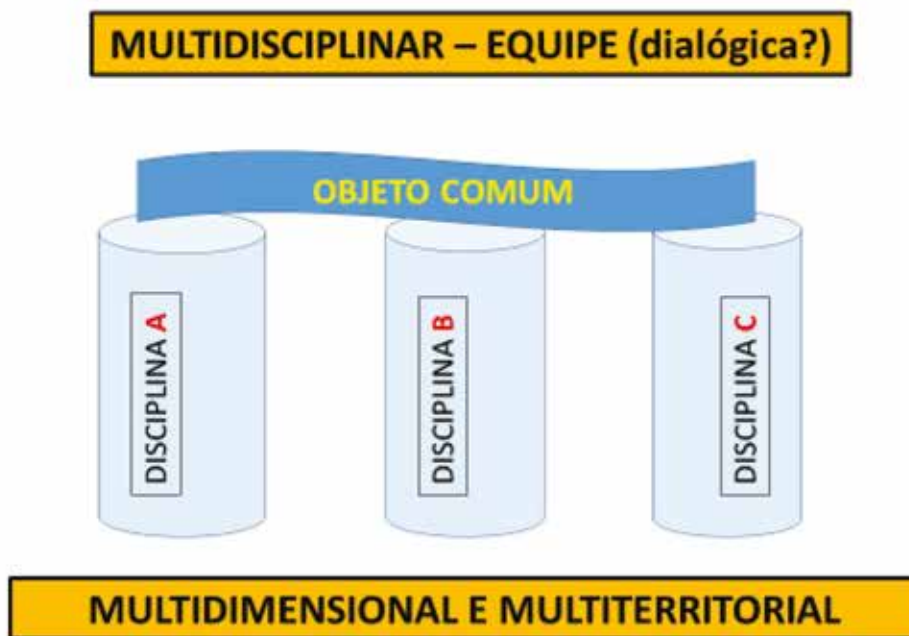 MULTIDISCIPLINAR – EQUIPE (dialógica?)
OBJETO COMUM
DISCIPLINA A
DISCIPLINA B
DISCIPLINA C
MULTIDIMENSIONAL E MULTITERRITORIAL